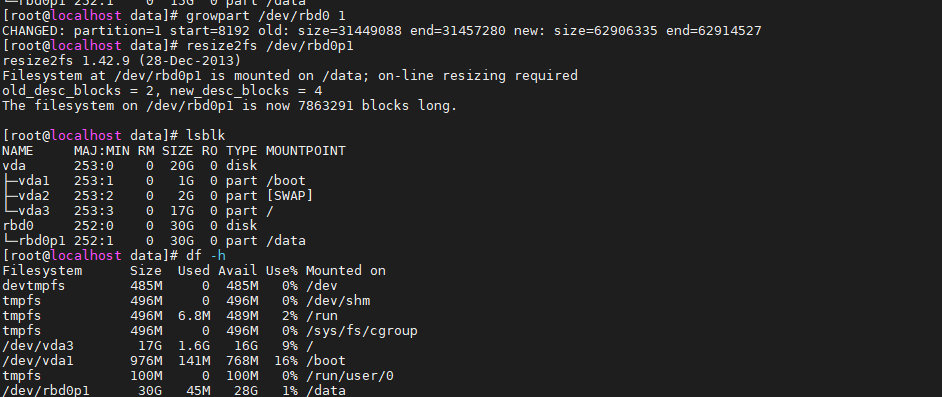 └─rbd0p1 252:1    0  15G  0 part /data
[root@localhost data]# growpart /dev/rbd0 1
CHANGED: partition=1 start=8192 old: size=31449088 end=31457280 new: size=62906335 end=62914527
[root@localhost data]# resize2fs /dev/rbd0p1
resize2fs 1.42.9 (28-Dec-2013)
Filesystem at /dev/rbd0p1 is mounted on /data; on-line resizing required
old_desc_blocks = 2, new_desc_blocks = 4
The filesystem on /dev/rbd0p1 is now 7863291 blocks long.
[root@localhost data]# lsblk
NAME     MAJ:MIN RM SIZE RO TYPE MOUNTPOINT
vda      253:0    0  20G  0 disk
├─vda1   253:1    0   1G  0 part /boot
├─vda2   253:2    0   2G  0 part [SWAP]
└─vda3   253:3    0  17G  0 part /
rbd0     252:0    0  30G  0 disk
└─rbd0p1 252:1    0  30G  0 part /data
[root@localhost data]# df -h
Filesystem      Size  Used Avail Use% Mounted on
devtmpfs        485M     0  485M   0% /dev
tmpfs           496M     0  496M   0% /dev/shm
tmpfs           496M  6.8M  489M   2% /run
tmpfs           496M     0  496M   0% /sys/fs/cgroup
/dev/vda3        17G  1.6G   16G   9% /
/dev/vda1       976M  141M  768M  16% /boot
tmpfs           100M     0  100M   0% /run/user/0
/dev/rbd0p1      30G   45M   28G   1% /data